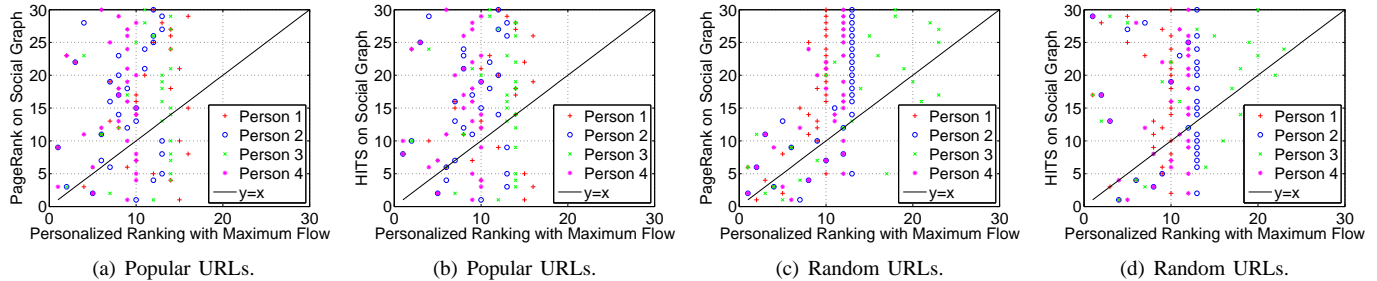 PageRank on Social Graph
30
25
20
15
10
5
0
0 10 20 30
Personalized Ranking with Maximum Flow
Person 1
Person 2
Person 3
Person 4
y=x
(a) Popular URLs.
HITS on Social Graph
30
25
20
15
10
5
0
0 10 20 30
Personalized Ranking with Maximum Flow
Person 1
Person 2
Person 3
Person 4
y=x
(b) Popular URLs.
PageRank on Social Graph
30
25
20
15
10
5
0
0 10 20 30
Personalized Ranking with Maximum Flow
Person 1
Person 2
Person 3
Person 4
y=x
(c) Random URLs.
HITS on Social Graph
30
25
20
15
10
5
0
0 10 20 30
Personalized Ranking with Maximum Flow
Person 1
Person 2
Person 3
Person 4
y=x
(d) Random URLs.